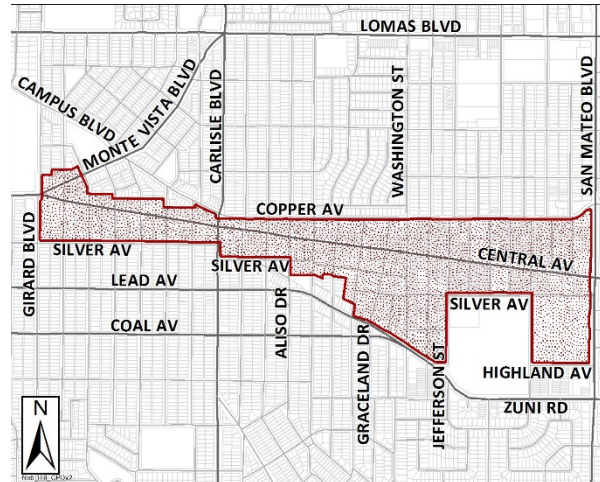 LOMAS BLVD
CAMPUS BLVD
MONTE VISTA BLVD
CARLISLE BLVD
WASHINGTON ST
SAN MATEO BLVD
COPPER AV
GIRARD BLVD
SILVER AV
CENTRAL AV
SILVER AV
LEAD AV
SILVER AV
COAL AV
ALISO DR
GRACELAND DR
JEFFERSON ST
HIGHLAND AV
ZUNI RD
N